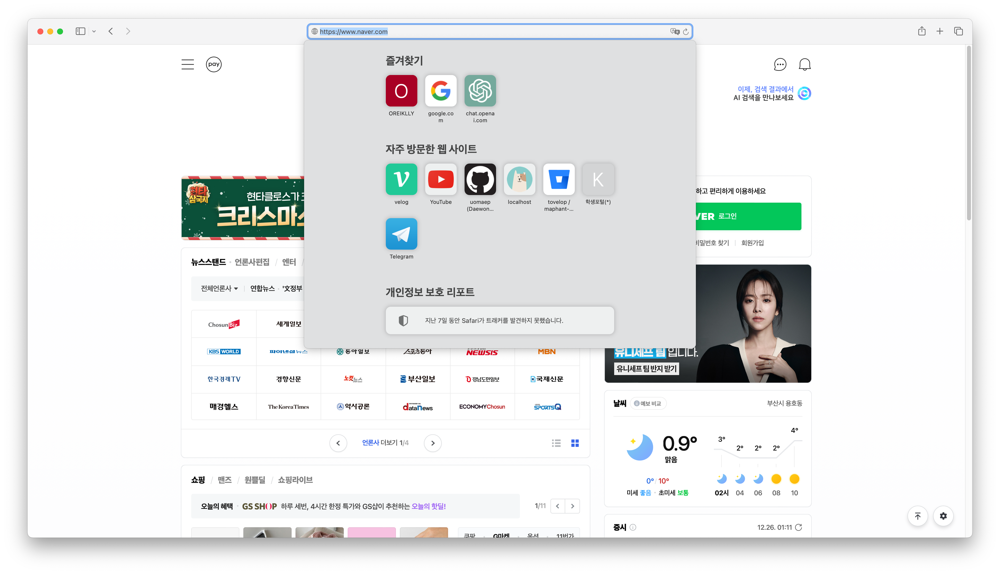 https://www.naver.com
pay
즐겨찾기
O
OREIKLLY
google.co
m
chat.opena
i.com
자주 방문한 웹 사이트
K
velog
YouTube
uomaep
(Daewon...
localhost
tovelop /
maphant-...
학생포털(*)
Telegram
개인정보 보호 리포트
지난 7일 동안 Safari가 트래커를 발견하지 못했습니다.
이제, 검색 결과에서
AI 검색을 만나보세요
현타
삼국지
현타클로스가
크리스마
하고 편리하게 이용하세요
VER 로그인
비밀번호 찾기 | 회원가입
뉴스스탠드 · 언론사편집 / 엔터 /
전체언론사 | 연합뉴스 · '文정부
ChosunBiz
세계일보
KBS WORLD
파이낸셜뉴스
동아일보
스포츠동아
NEWSIS
MBN
한국경제TV
경향신문
노컷뉴스
부산일보
경남도민일보
국제신문
매경헬스
The Korea Times
약사공론
dataNews
ECONOMYChosun
SPORTSQ
언론사 더보기 1/4
유니세프 팀입니다.
유니세프 팀 반지 받기
날씨 예보 비교 부산시 용호동
0.9°
맑음
0° / 10°
미세 좋음 · 초미세 보통
3° 2° 2° 2° 4°
02시 04 06 08 10
쇼핑 / 맨즈 / 원쁠딜 / 쇼핑라이브
오늘의 혜택 · GS SHOP 하루 세번, 4시간 한정 특가와 GS샵이 추천하는 오늘의 핫딜!
1/11
쿠팡 · G마켓 · 옥션 · 11번가
증시 12.26. 01:11